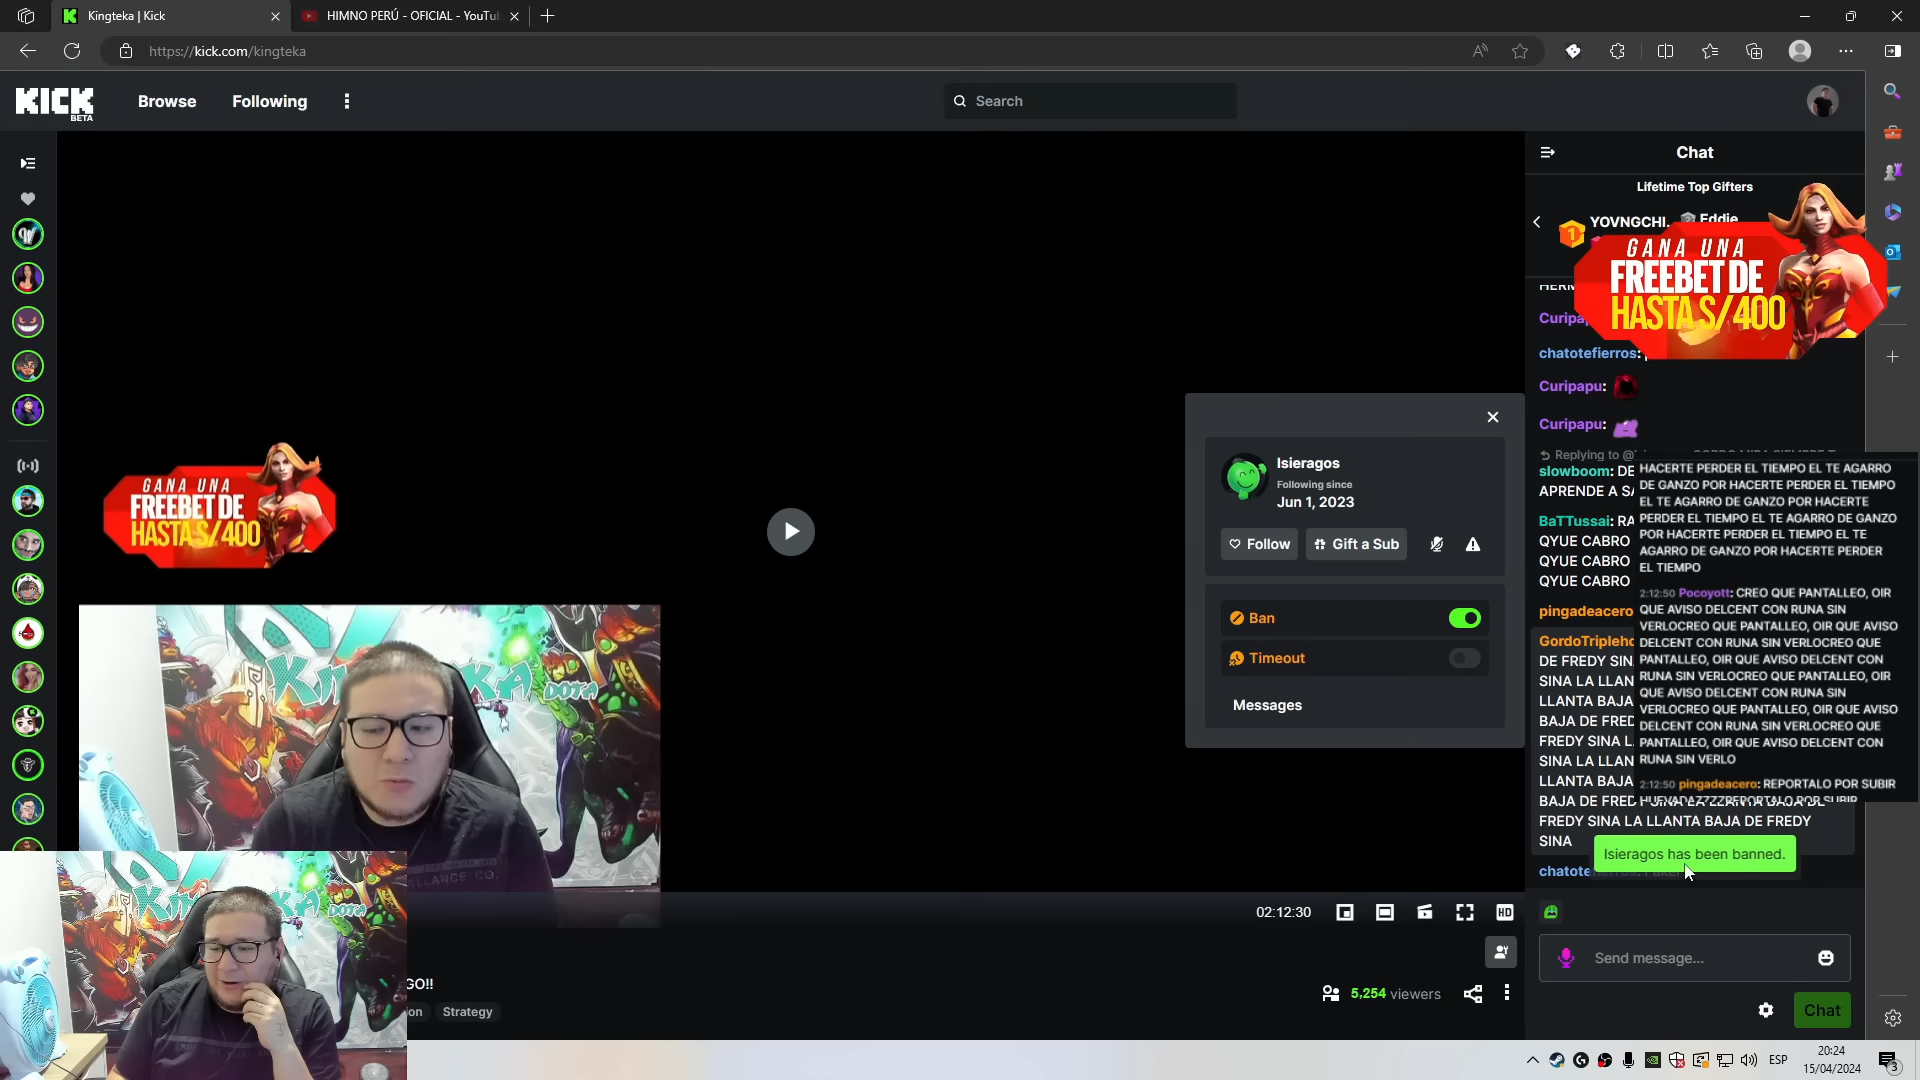 Kingteka | Kick
HIMNO PERÚ - OFICIAL - YouTu
https://kick.com/kingteka
KICK
BETA
Browse
Following
Search
Chat
Lifetime Top Gifters
1
YOVNGCHI.
Eddie
GANA UNA
FREEBET DE
HASTA S/400
chatotefierros:
Curipapu:
Curipapu:
Replying to
slowboom: DE
APRENDE A SA
BaTTussai: RA
QYUE CABRO
QYUE CABRO
QYUE CABRO
pingadeacero
DE FREDY SIN
SINA LA LLAN
LLANTA BAJA
BAJA DE FRED
FREDY SINA L
SINA LA LLAN
LLANTA BAJA
BAJA DE FRED
FREDY SINA LA LLANTA BAJA DE FREDY
SINA
HACERTE PERDER EL TIEMPO EL TE AGARRO
DE GANZO POR HACERTE PERDER EL TIEMPO
EL TE AGARRO DE GANZO POR HACERTE
PERDER EL TIEMPO EL TE AGARRO DE GANZO
POR HACERTE PERDER EL TIEMPO EL TE
AGARRO DE GANZO POR HACERTE PERDER
EL TIEMPO
2:12:50 Pocoyott: CREO QUE PANTALLEO, OIR
QUE AVISO DELCENT CON RUNA SIN
VERLOCREO QUE PANTALLEO, OIR QUE AVISO
DELCENT CON RUNA SIN VERLOCREO QUE
PANTALLEO, OIR QUE AVISO DELCENT CON
RUNA SIN VERLOCREO QUE PANTALLEO, OIR
QUE AVISO DELCENT CON RUNA SIN
VERLOCREO QUE PANTALLEO, OIR QUE AVISO
DELCENT CON RUNA SIN VERLOCREO QUE
PANTALLEO, OIR QUE AVISO DELCENT CON
RUNA SIN VERLO
2:12:50 pingadeacero: REPORTALO POR SUBIR
Isieragos has been banned.
GANA UNA
FREEBET DE
HASTA S/400
Isieragos
Following since
Jun 1, 2023
Follow
Gift a Sub
Ban
Timeout
Messages
DOTA
02:12:30
HD
GO!!
on
Strategy
DOTA
5,254 viewers
Send message...
Chat
ESP
20:24
15/04/2024
3